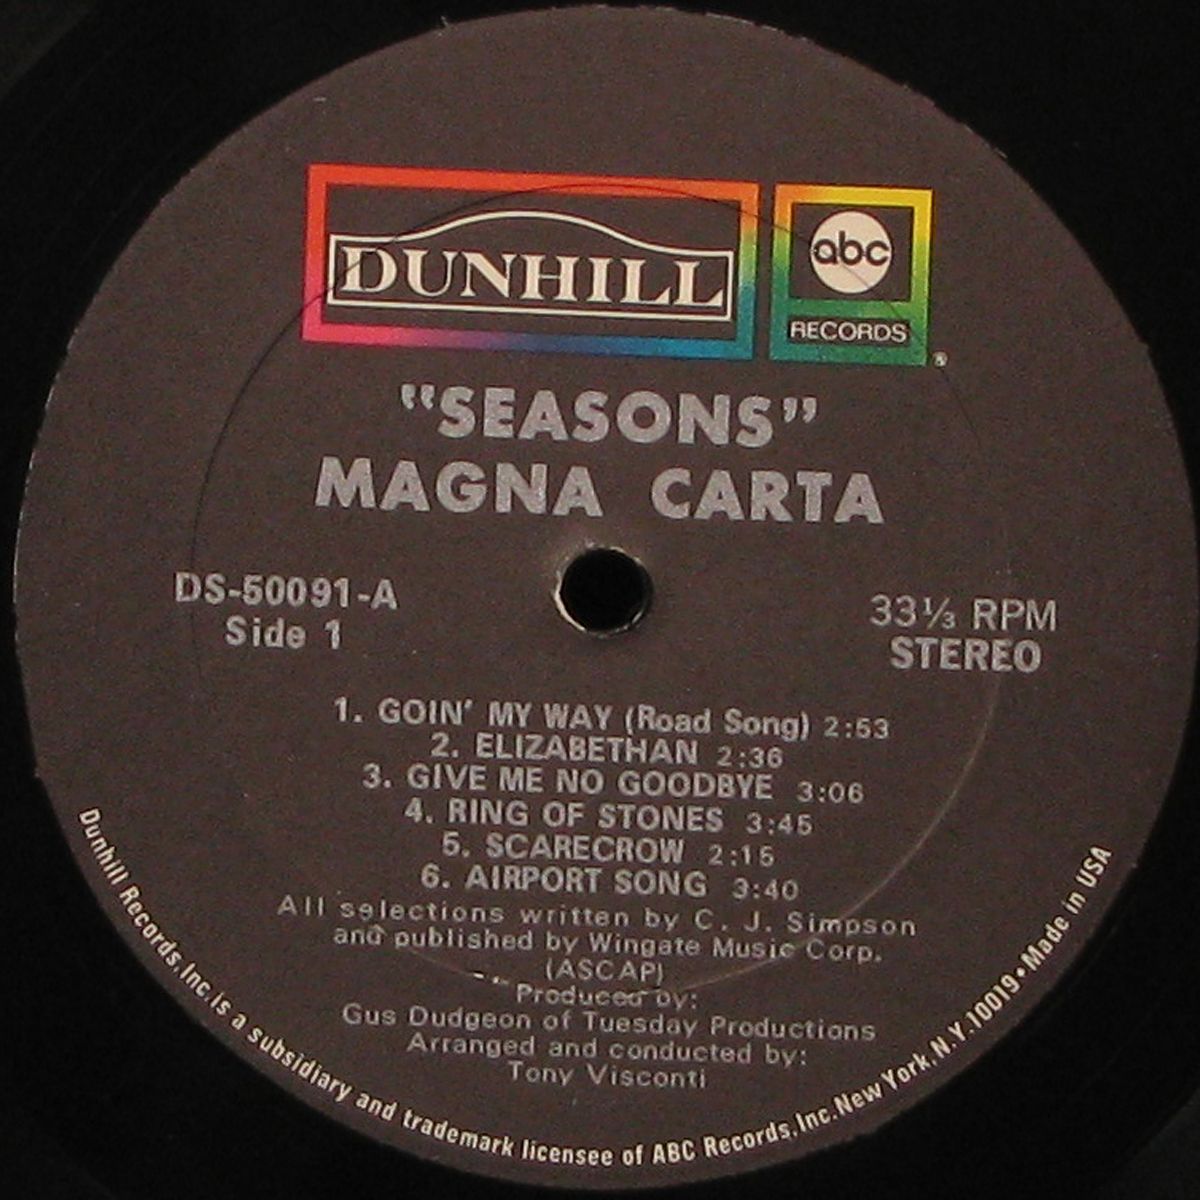 DUNHILL
abc
RECORDS
®
"SEASONS"
MAGNA CARTA
DS-50091-A
Side 1
33⅓ RPM
STEREO
1. GOIN' MY WAY (Road Song) 2:53
2. ELIZABETHAN 2:36
3. GIVE ME NO GOODBYE 3:06
4. RING OF STONES 3:45
5. SCARECROW 2:15
6. AIRPORT SONG 3:40
All selections written by C. J. Simpson
and published by Wingate Music Corp.
(ASCAP)
Produced by:
Gus Dudgeon of Tuesday Productions
Arranged and conducted by:
Tony Visconti
Dunhill Records, Inc. is a subsidiary and trademark licensee of ABC Records, Inc. New York, N.Y. 10019 • Made in USA